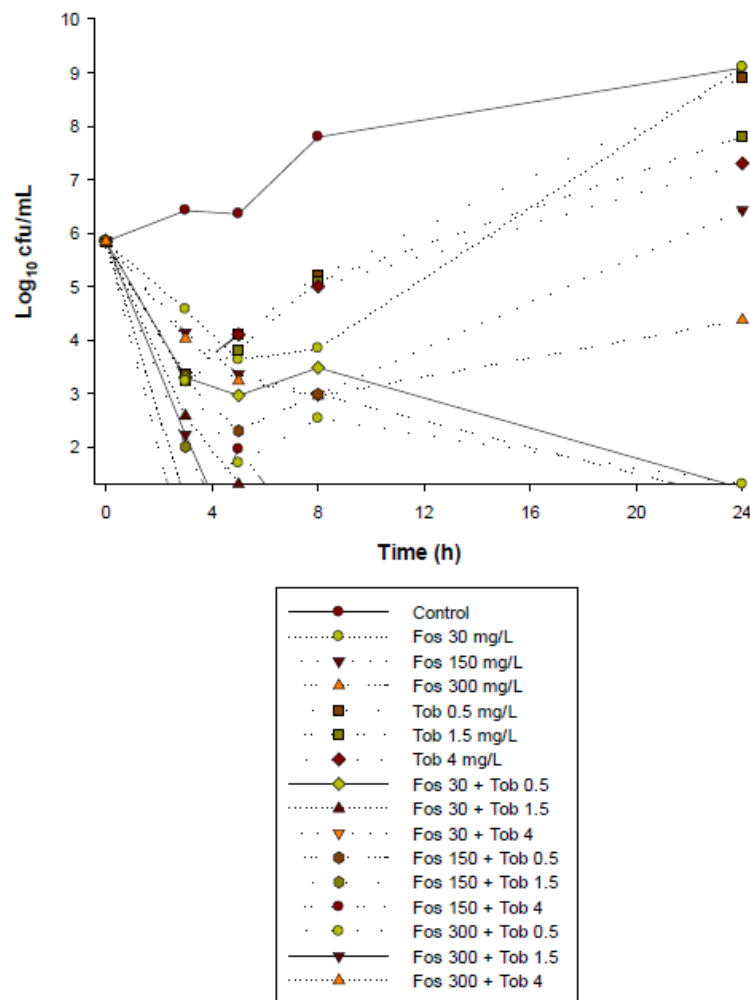 10
9
8
7
6
5
4
3
2
Log10 cfu/mL
0 4 8 12 16 20 24
Time (h)
Control
Fos 30 mg/L
Fos 150 mg/L
Fos 300 mg/L
Tob 0.5 mg/L
Tob 1.5 mg/L
Tob 4 mg/L
Fos 30 + Tob 0.5
Fos 30 + Tob 1.5
Fos 30 + Tob 4
Fos 150 + Tob 0.5
Fos 150 + Tob 1.5
Fos 150 + Tob 4
Fos 300 + Tob 0.5
Fos 300 + Tob 1.5
Fos 300 + Tob 4